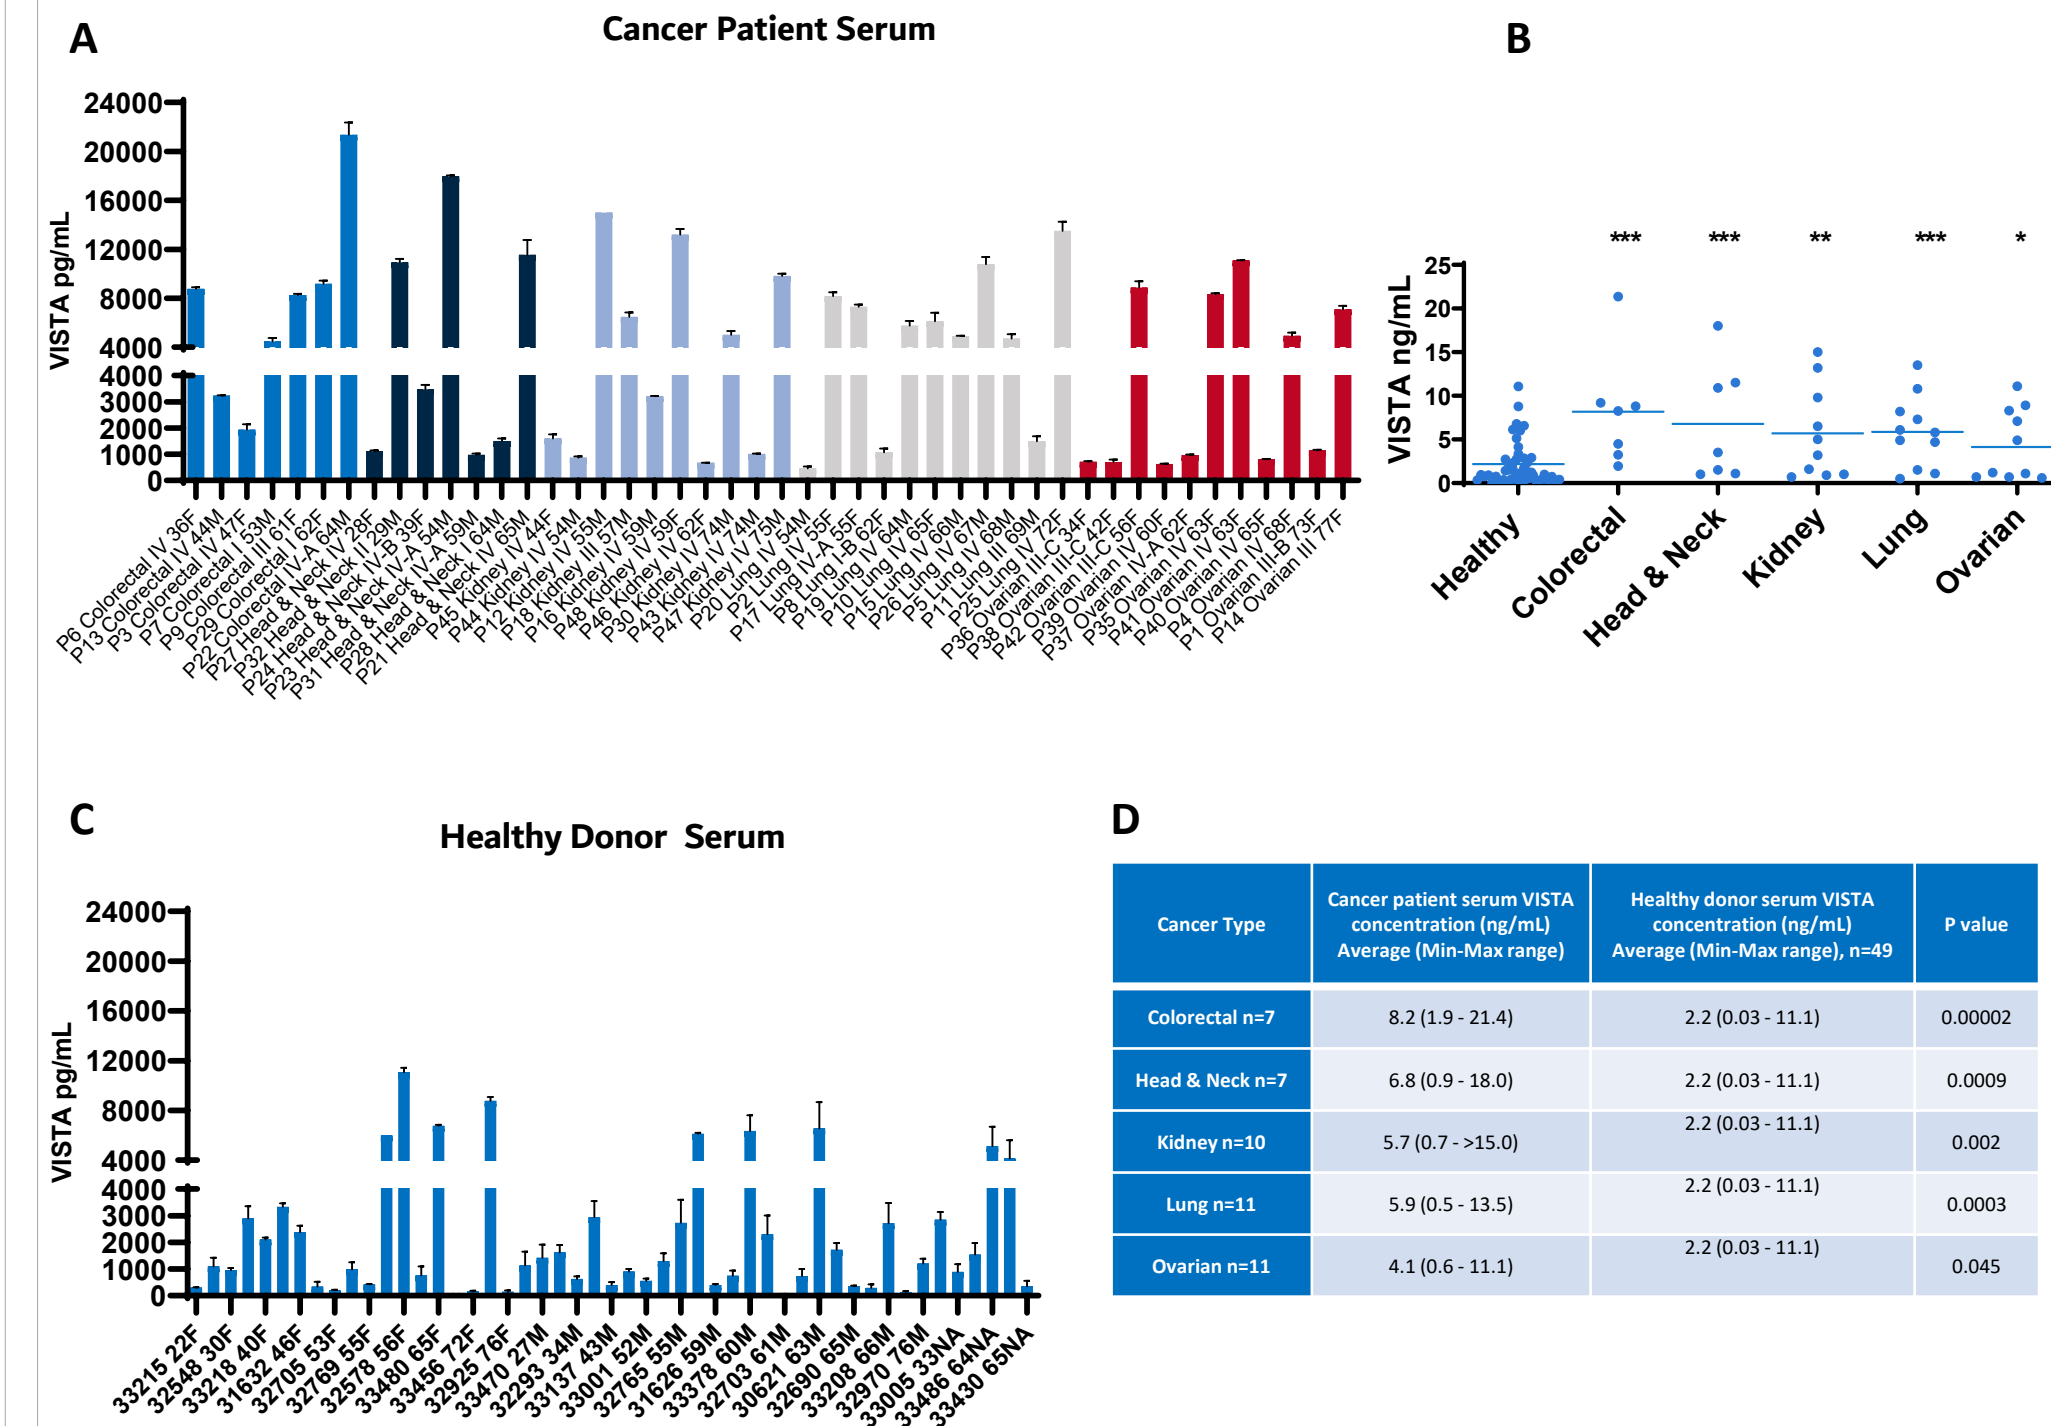 A
Cancer Patient Serum
VISTA pg/mL
24000
20000
16000
12000
8000
4000
4000
3000
2000
1000
0
P6 Colorectal IV 36F
P13 Colorectal IV 44M
P3 Colorectal IV 47F
P7 Colorectal I 53M
P9 Colorectal III 61F
P29 Colorectal I 62F
P22 Colorectal IV-A 64M
P27 Head & Neck IV 28F
P32 Head & Neck II 29M
P24 Head & Neck IV-B 39F
P23 Head & Neck IV-A 54M
P31 Head & Neck IV-A 59M
P28 Head & Neck I 64M
P21 Head & Neck IV 65M
P45 Kidney IV 44F
P44 Kidney IV 54M
P12 Kidney IV 55M
P18 Kidney III 57M
P16 Kidney IV 59M
P48 Kidney IV 59F
P46 Kidney IV 62F
P30 Kidney IV 74M
P43 Kidney IV 74M
P47 Kidney IV 75M
P20 Lung IV 54M
P2 Lung IV 55F
P17 Lung IV-A 55F
P8 Lung II-B 62F
P19 Lung IV 64M
P10 Lung IV 65F
P15 Lung IV 66M
P26 Lung IV 67M
P5 Lung IV 68M
P11 Lung III 69M
P25 Lung IV 72F
P36 Ovarian III-C 34F
P38 Ovarian III-C 42F
P42 Ovarian III-C 56F
P39 Ovarian IV 60F
P37 Ovarian IV-A 62F
P35 Ovarian IV 63F
P41 Ovarian IV 63F
P40 Ovarian IV 65F
P4 Ovarian IV 68F
P1 Ovarian III-B 73F
P14 Ovarian III 77F
B
VISTA ng/mL
25
20
15
10
5
0
*** *** ** *** *
Healthy
Colorectal
Head & Neck
Kidney
Lung
Ovarian
C
Healthy Donor Serum
VISTA pg/mL
24000
20000
16000
12000
8000
4000
4000
3000
2000
1000
0
33215 22F
32548 30F
33218 40F
31632 46F
32705 53F
32769 55F
32578 56F
33480 65F
33456 72F
32925 76F
33470 27M
32293 34M
33137 43M
33001 52M
32765 55M
31626 59M
33378 60M
32703 61M
30621 63M
32690 65M
33208 66M
32970 76M
33005 33NA
33486 64NA
33430 65NA
D
Cancer Type
Cancer patient serum VISTA
concentration (ng/mL)
Average (Min-Max range)
Healthy donor serum VISTA
concentration (ng/mL)
Average (Min-Max range), n=49
P value
Colorectal n=7 8.2 (1.9 - 21.4) 2.2 (0.03 - 11.1) 0.00002
Head & Neck n=7 6.8 (0.9 - 18.0) 2.2 (0.03 - 11.1) 0.0009
Kidney n=10 5.7 (0.7 - >15.0) 2.2 (0.03 - 11.1) 0.002
Lung n=11 5.9 (0.5 - 13.5) 2.2 (0.03 - 11.1) 0.0003
Ovarian n=11 4.1 (0.6 - 11.1) 2.2 (0.03 - 11.1) 0.045